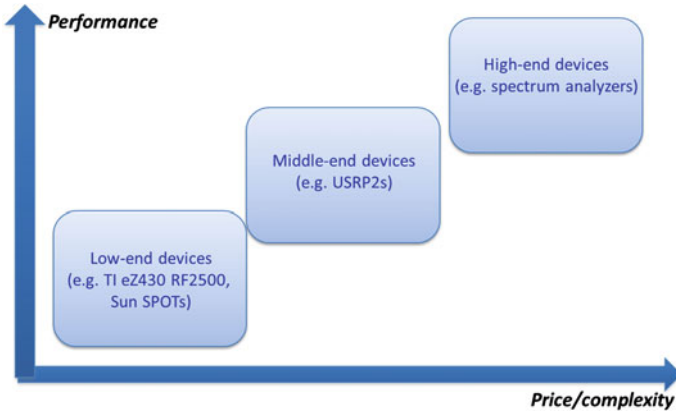 Performance
High-end devices
(e.g. spectrum analyzers)
Middle-end devices
(e.g. USRP2s)
Low-end devices
(e.g. TI eZ430 RF2500,
Sun SPOTs)
Price/complexity